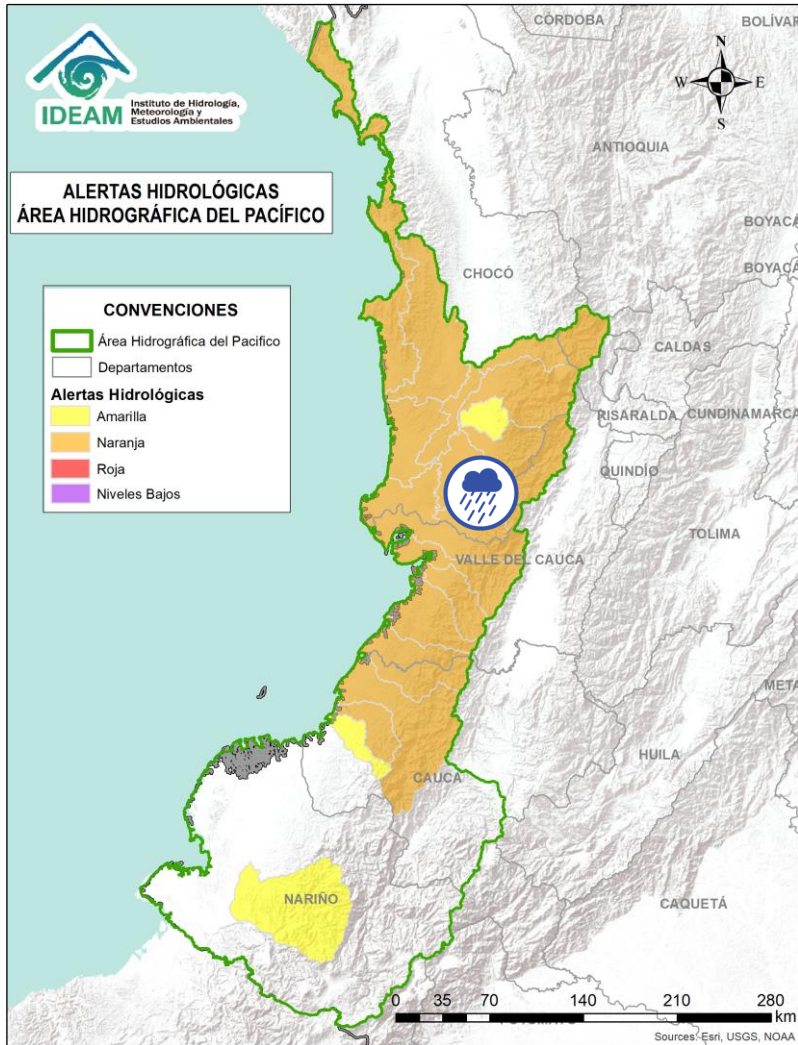 CÓRDOBA
BOLÍVAR
N
W E
S
IDEAM
Instituto de Hidrología,
Meteorología y
Estudios Ambientales
ANTIOQUIA
ALERTAS HIDROLÓGICAS
ÁREA HIDROGRÁFICA DEL PACÍFICO
BOYACÁ
BOYACÁ
CHOCÓ
CONVENCIONES
Área Hidrográfica del Pacifico
Departamentos
Alertas Hidrológicas
Amarilla
Naranja
Roja
Niveles Bajos
CALDAS
RISARALDA
CUNDINAMARCA
QUINDÍO
TOLIMA
VALLE DEL CAUCA
META
HUILA
CAUCA
NARIÑO
CAQUETÁ
0 35 70 140 210 280
km
Sources: Esri, USGS, NOAA